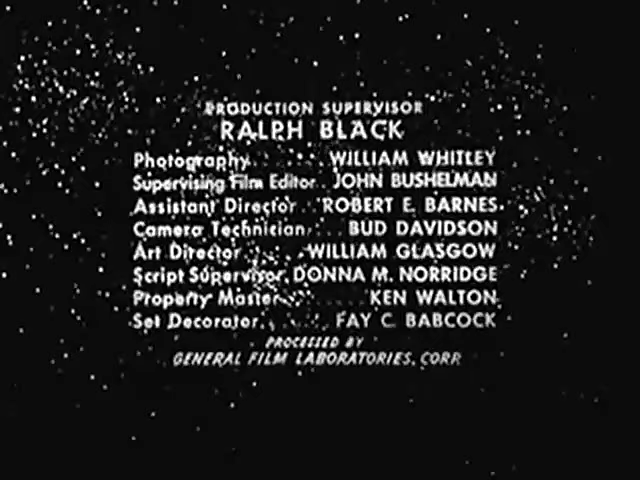 PRODUCTION SUPERVISOR
RALPH BLACK
Photography...... WILLIAM WHITLEY
Supervising Film Editor.. JOHN BUSHELMAN
Assistant Director... ROBERT E. BARNES
Camera Technician.... BUD DAVIDSON
Art Director...... WILLIAM GLASGOW
Script Supervisor. DONNA M. NORRIDGE
Property Master...... KEN WALTON
Set Decorator...... FAY C. BABCOCK
PROCESSED BY
GENERAL FILM LABORATORIES, CORP.